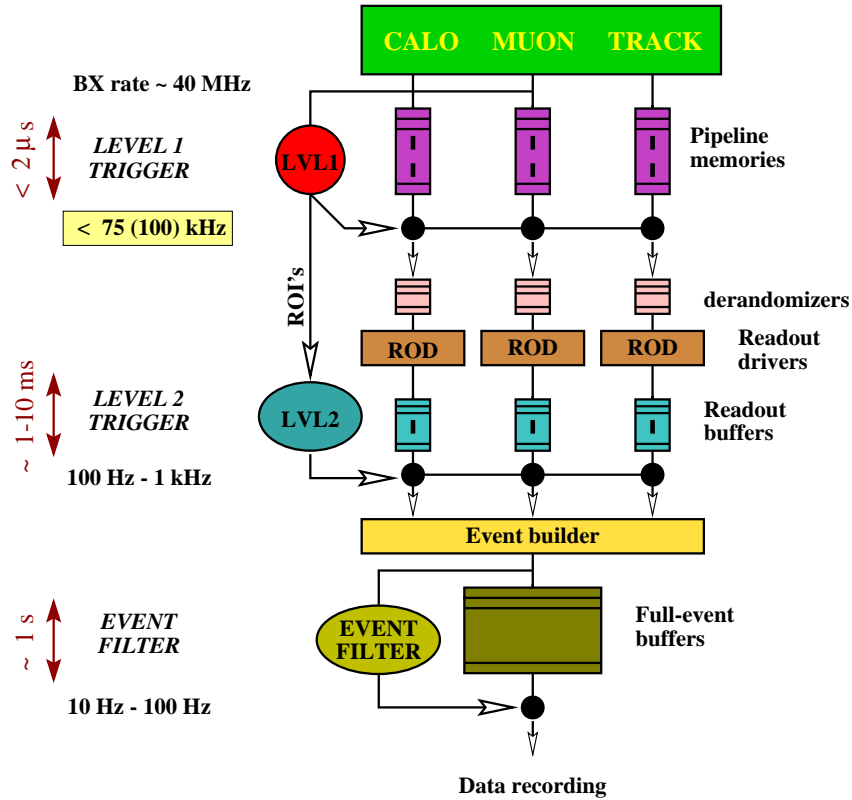 CALO MUON TRACK
BX rate ~ 40 MHz
< 2 μs
LEVEL 1
TRIGGER
LVL1
Pipeline
memories
< 75 (100) kHz
ROI's
derandomizers
ROD ROD ROD
Readout
drivers
~ 1-10 ms
LEVEL 2
TRIGGER
LVL2
Readout
buffers
100 Hz - 1 kHz
Event builder
~ 1 s
EVENT
FILTER
EVENT
FILTER
Full-event
buffers
10 Hz - 100 Hz
Data recording